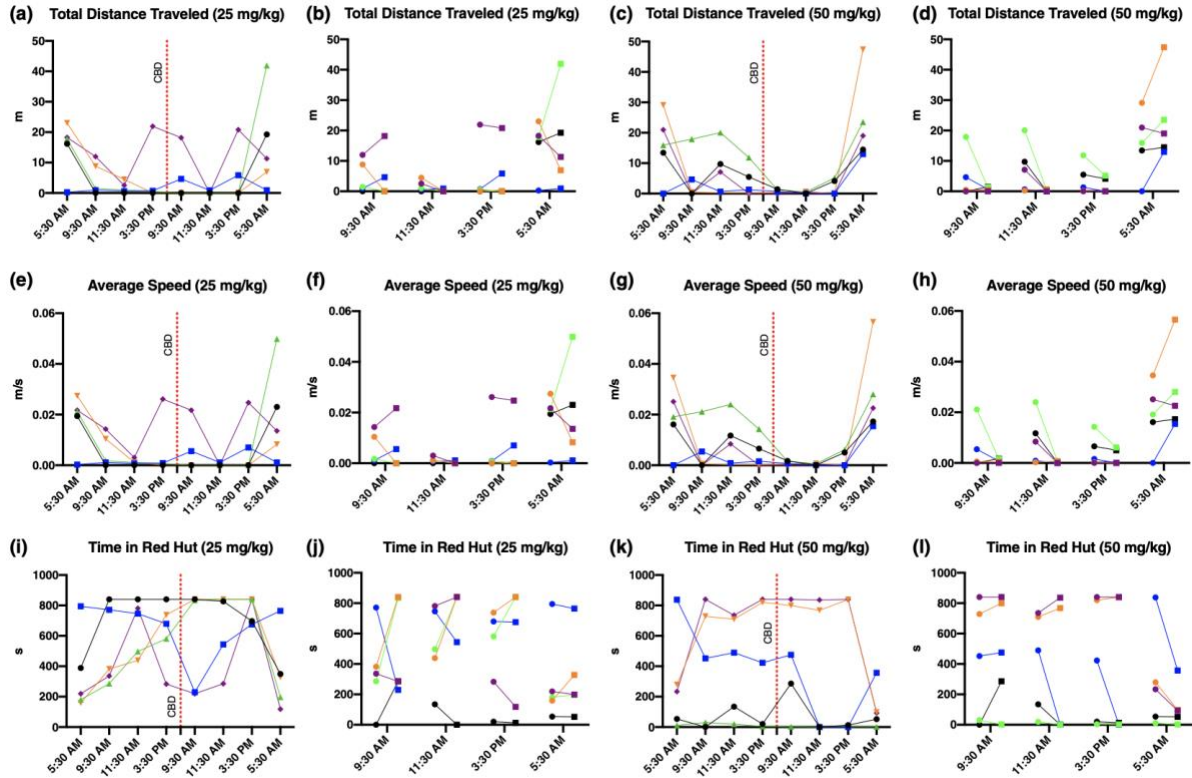 (a) Total Distance Traveled (25 mg/kg)
50
40
30
20
10
0
m
CBD
5:30 AM
9:30 AM
11:30 AM
3:30 PM
9:30 AM
11:30 AM
3:30 PM
5:30 AM
(b) Total Distance Traveled (25 mg/kg)
50
40
30
20
10
0
m
9:30 AM
11:30 AM
3:30 PM
5:30 AM
(c) Total Distance Traveled (50 mg/kg)
50
40
30
20
10
0
m
CBD
5:30 AM
9:30 AM
11:30 AM
3:30 PM
9:30 AM
11:30 AM
3:30 PM
5:30 AM
(d) Total Distance Traveled (50 mg/kg)
50
40
30
20
10
0
m
9:30 AM
11:30 AM
3:30 PM
5:30 AM
(e) Average Speed (25 mg/kg)
0.06
0.04
0.02
0.00
m/s
CBD
5:30 AM
9:30 AM
11:30 AM
3:30 PM
9:30 AM
11:30 AM
3:30 PM
5:30 AM
(f) Average Speed (25 mg/kg)
0.06
0.04
0.02
0.00
m/s
9:30 AM
11:30 AM
3:30 PM
5:30 AM
(g) Average Speed (50 mg/kg)
0.06
0.04
0.02
0.00
m/s
CBD
5:30 AM
9:30 AM
11:30 AM
3:30 PM
9:30 AM
11:30 AM
3:30 PM
5:30 AM
(h) Average Speed (50 mg/kg)
0.06
0.04
0.02
0.00
m/s
9:30 AM
11:30 AM
3:30 PM
5:30 AM
(i) Time in Red Hut (25 mg/kg)
1000
800
600
400
200
0
s
CBD
5:30 AM
9:30 AM
11:30 AM
3:30 PM
9:30 AM
11:30 AM
3:30 PM
5:30 AM
(j) Time in Red Hut (25 mg/kg)
1000
800
600
400
200
0
s
9:30 AM
11:30 AM
3:30 PM
5:30 AM
(k) Time in Red Hut (50 mg/kg)
1000
800
600
400
200
0
s
CBD
5:30 AM
9:30 AM
11:30 AM
3:30 PM
9:30 AM
11:30 AM
3:30 PM
5:30 AM
(l) Time in Red Hut (50 mg/kg)
1000
800
600
400
200
0
s
9:30 AM
11:30 AM
3:30 PM
5:30 AM